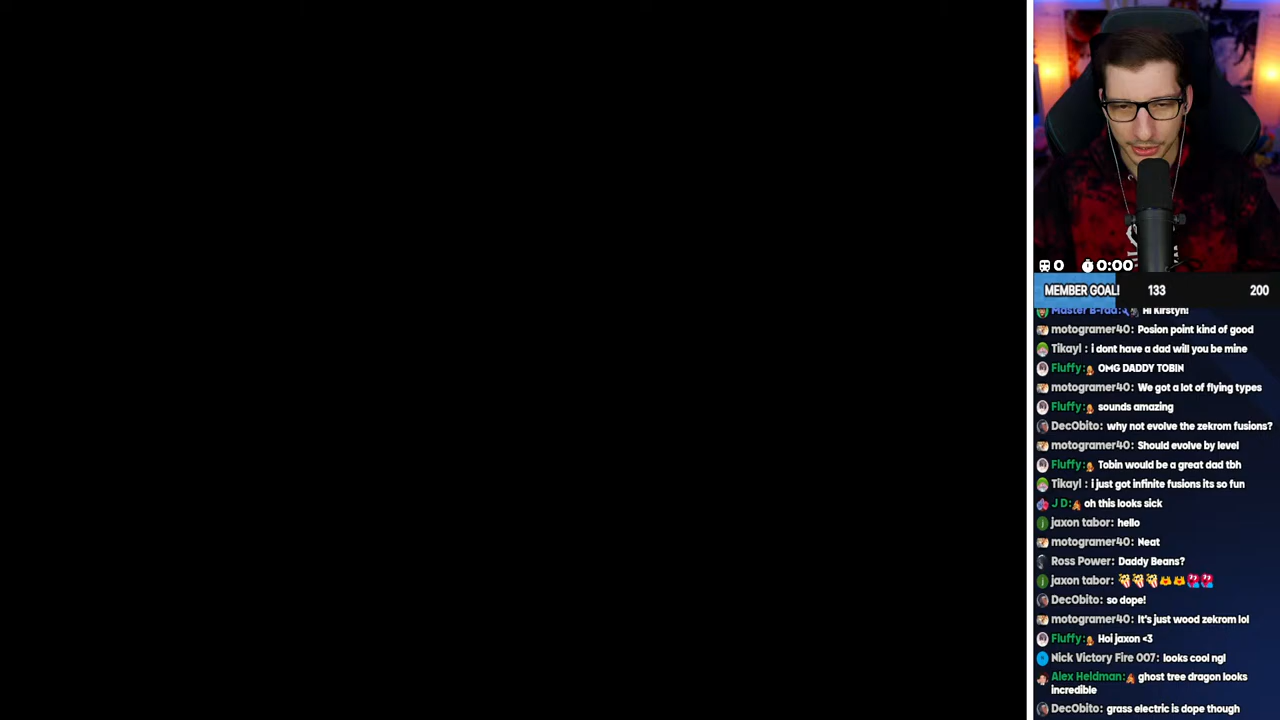 0 0:00
MEMBER GOAL! 133 200
Master B-rad: Hi Kirstyn!
motogramer40: Posion point kind of good
Tikayl : i dont have a dad will you be mine
Fluffy: OMG DADDY TOBIN
motogramer40: We got a lot of flying types
Fluffy: sounds amazing
DecObito: why not evolve the zekrom fusions?
motogramer40: Should evolve by level
Fluffy: Tobin would be a great dad tbh
Tikayl : i just got infinite fusions its so fun
J D: oh this looks sick
j jaxon tabor: hello
motogramer40: Neat
Ross Power: Daddy Beans?
j jaxon tabor:
DecObito: so dope!
motogramer40: It's just wood zekrom lol
Fluffy: Hoi jaxon <3
Nick Victory Fire 007: looks cool ngl
Alex Heldman: ghost tree dragon looks
incredible
DecObito: grass electric is dope though